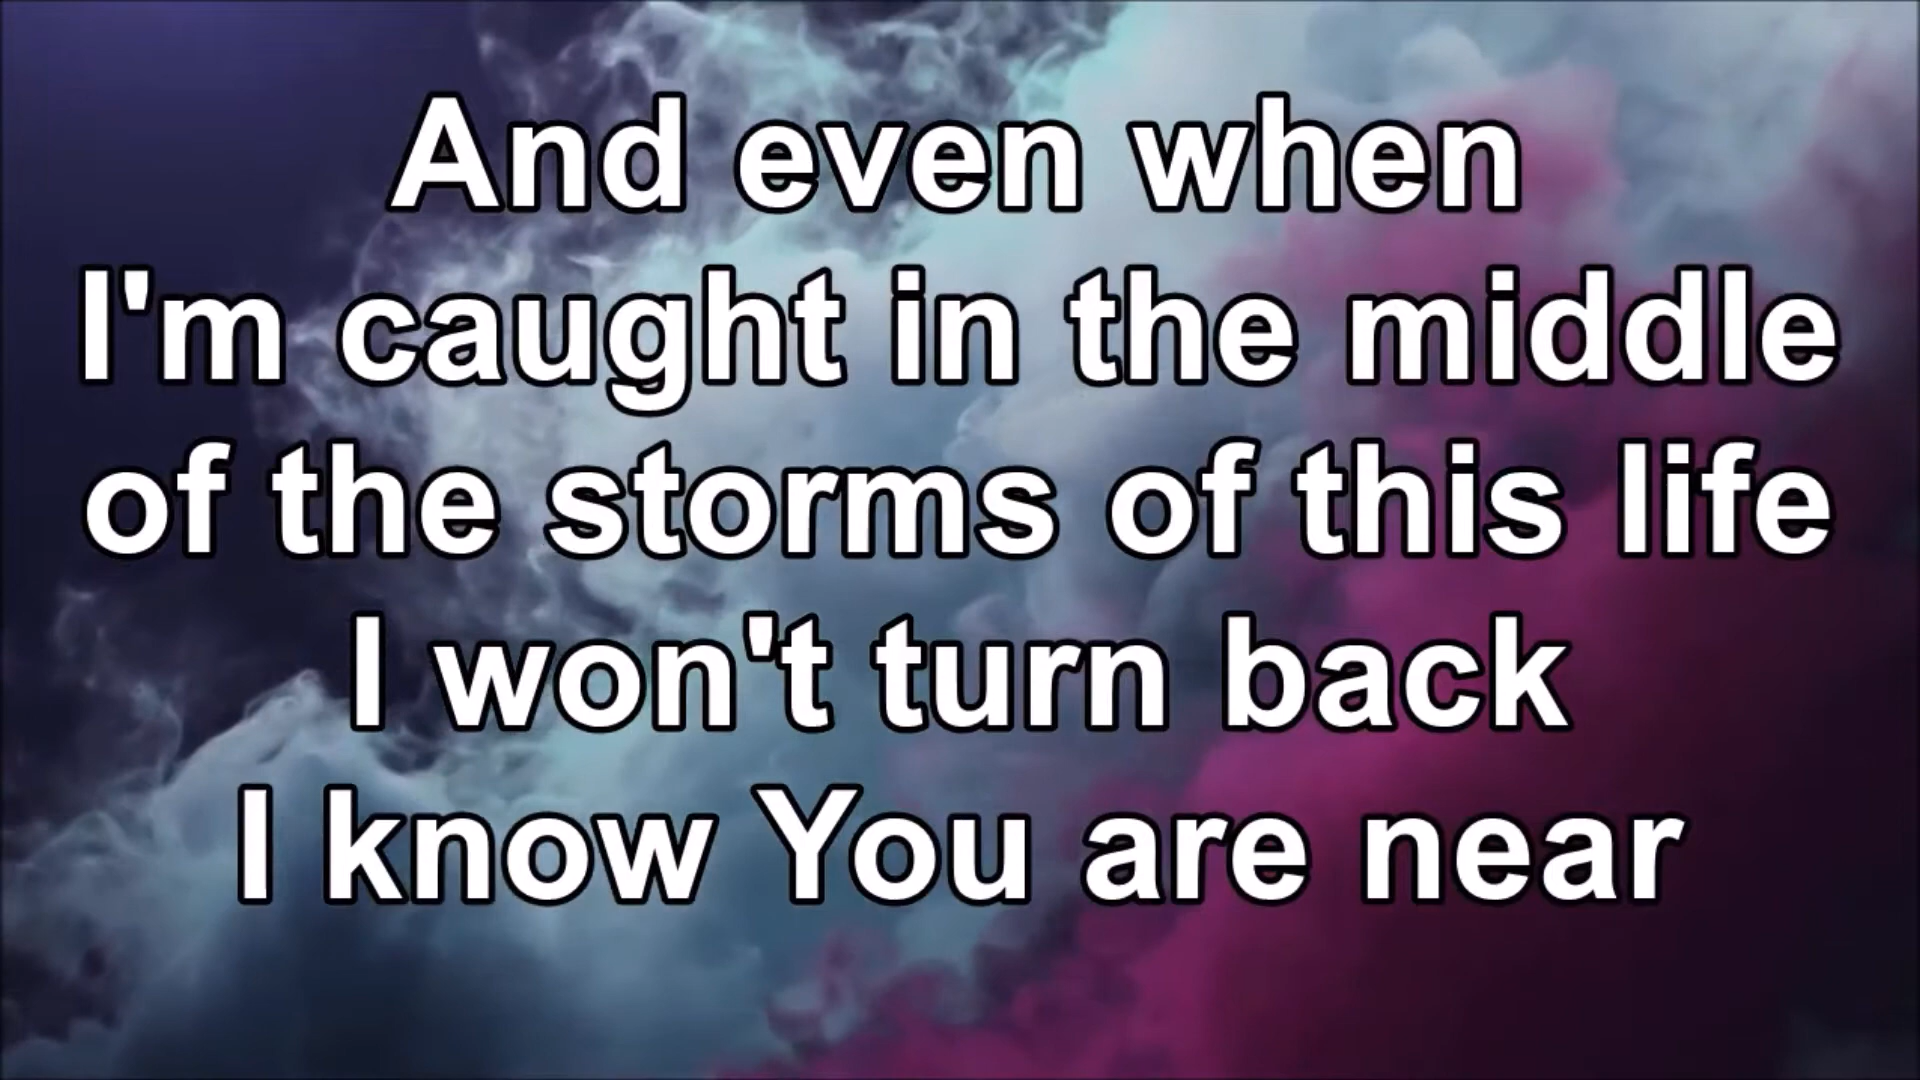 And even when
I'm caught in the middle
of the storms of this life
I won't turn back
I know You are near